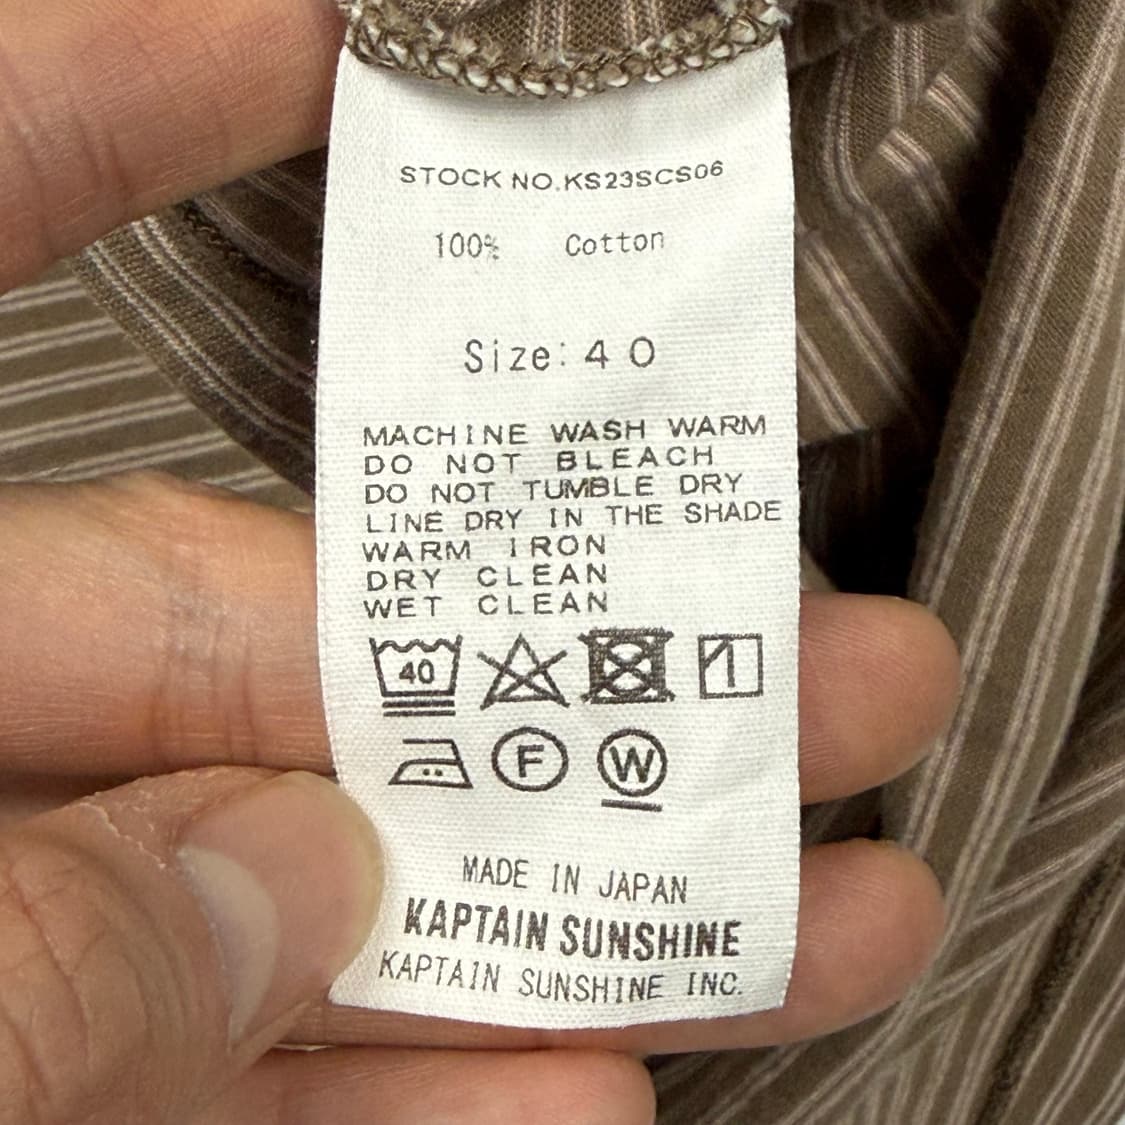 STOCK NO.KS23SCS06
100% Cotton
Size:40
MACHINE WASH WARM
DO NOT BLEACH
DO NOT TUMBLE DRY
LINE DRY IN THE SHADE
WARM IRON
DRY CLEAN
WET CLEAN
40
F W
MADE IN JAPAN
KAPTAIN SUNSHINE
KAPTAIN SUNSHINE INC.